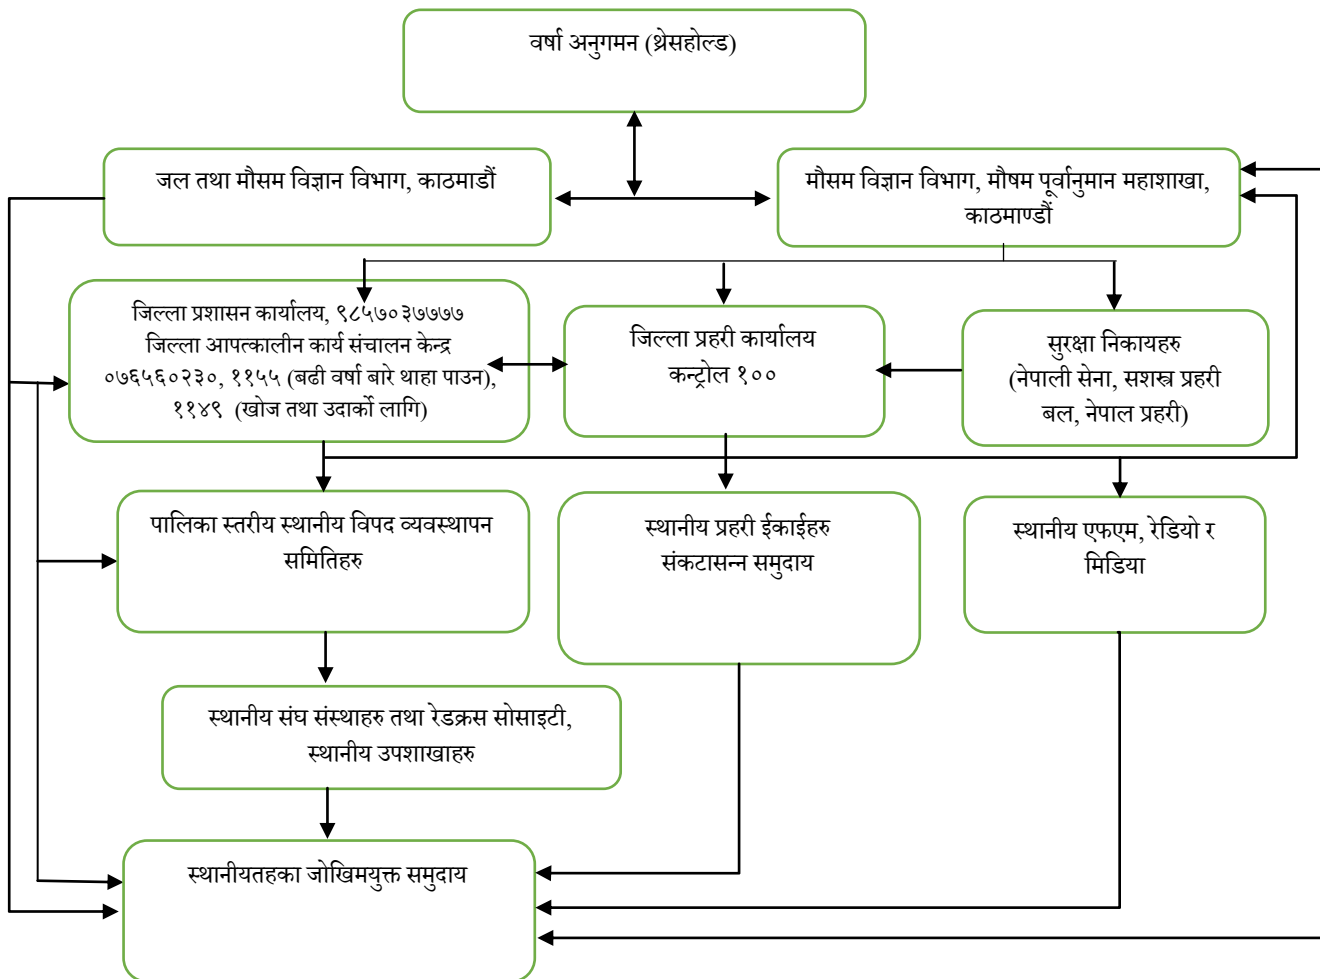 वर्षा अनुगमन (थ्रेसहोल्ड)
जल तथा मौसम विज्ञान विभाग, काठमाडौं
मौसम विज्ञान विभाग, मौषम पूर्वानुमान महाशाखा,
काठमाण्डौं
जिल्ला प्रशासन कार्यालय, ९८५७०३७७७७
जिल्ला आपत्कालीन कार्य संचालन केन्द्र
०७६५६०२३०, ११५५ (बढी वर्षा बारे थाहा पाउन),
११४९ (खोज तथा उदार्को लागि)
जिल्ला प्रहरी कार्यालय
कन्ट्रोल १००
सुरक्षा निकायहरु
(नेपाली सेना, सशस्त्र प्रहरी
बल, नेपाल प्रहरी)
पालिका स्तरीय स्थानीय विपद व्यवस्थापन
समितिहरु
स्थानीय प्रहरी ईकाईहरु
संकटासन्न समुदाय
स्थानीय एफएम, रेडियो र
मिडिया
स्थानीय संघ संस्थाहरु तथा रेडक्रस सोसाइटी,
स्थानीय उपशाखाहरु
स्थानीयतहका जोखिमयुक्त समुदाय